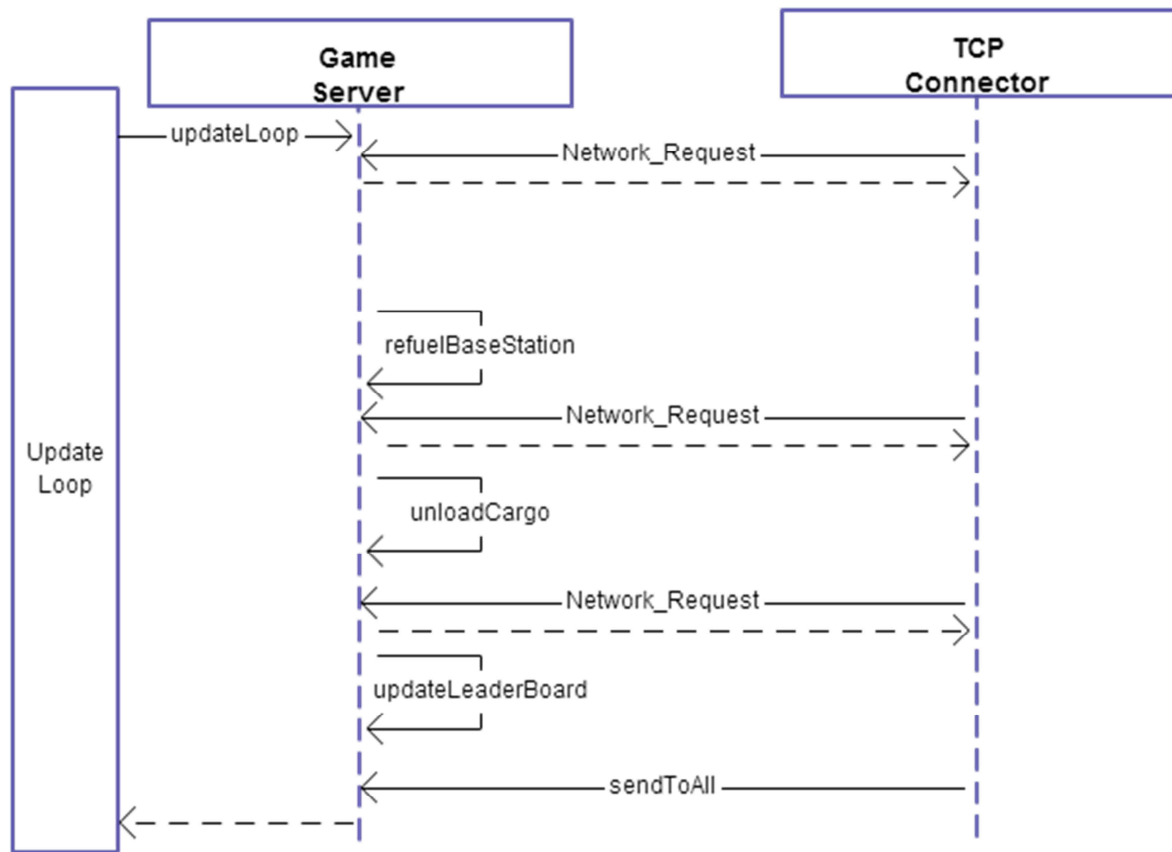 Game
Server
TCP
Connector
updateLoop
Network_Request
refuelBaseStation
Network_Request
Update
Loop
unloadCargo
Network_Request
updateLeaderBoard
sendToAll